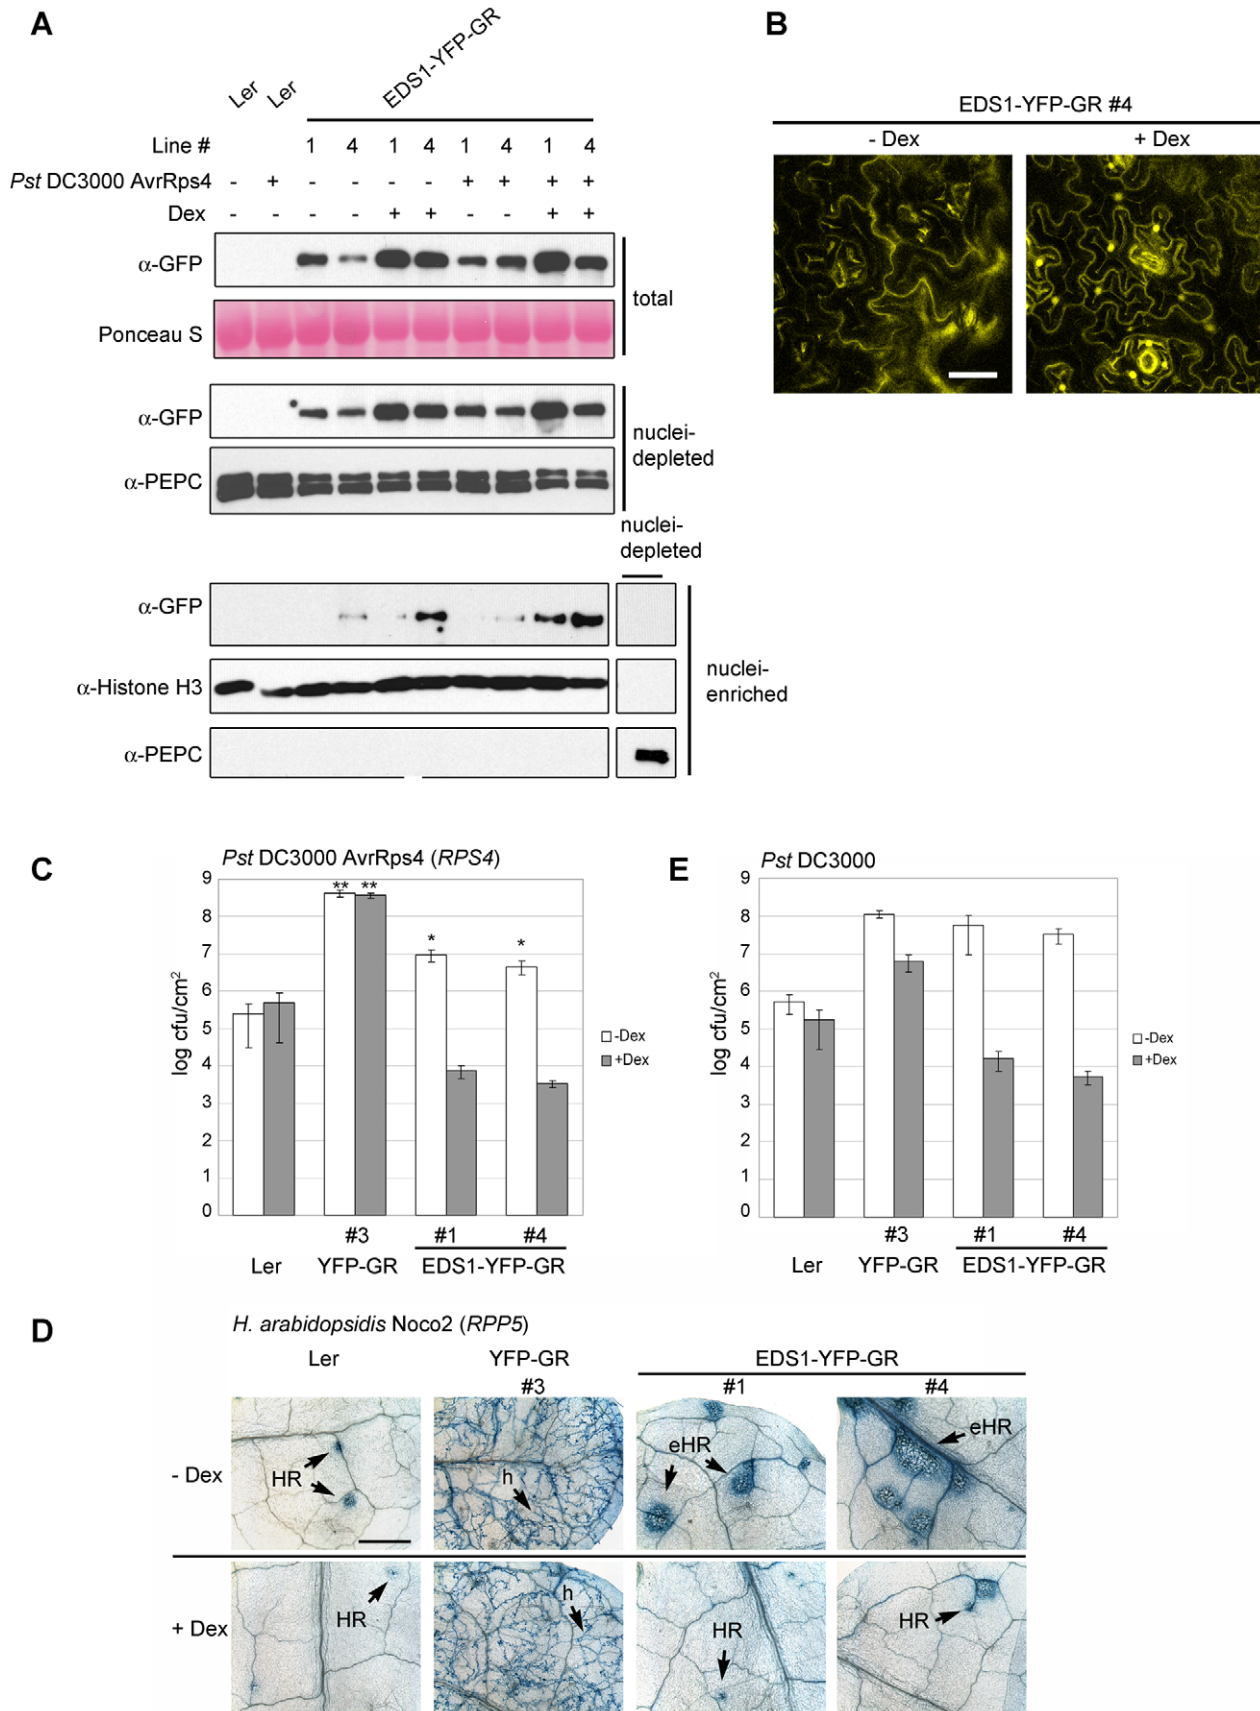 A
Ler Ler EDS1-YFP-GR
Line # 1 4 1 4 1 4 1 4
Pst DC3000 AvrRps4 - + - - - - + + + +
Dex - - - - + + - - + +
α-GFP
Ponceau S
total
α-GFP
α-PEPC
nuclei-
depleted
nuclei-
depleted
α-GFP
α-Histone H3
α-PEPC
nuclei-
enriched
B
EDS1-YFP-GR #4
- Dex + Dex
C
Pst DC3000 AvrRps4 (RPS4)
log cfu/cm²
9
8
7
6
5
4
3
2
1
0
** **
* *
-Dex
+Dex
#3 #1 #4
Ler YFP-GR EDS1-YFP-GR
E
Pst DC3000
log cfu/cm²
9
8
7
6
5
4
3
2
1
0
-Dex
+Dex
#3 #1 #4
Ler YFP-GR EDS1-YFP-GR
D
H. arabidopsidis Noco2 (RPP5)
Ler YFP-GR EDS1-YFP-GR
#3 #1 #4
- Dex
HR
h
eHR
eHR
+ Dex
HR
h
HR
HR